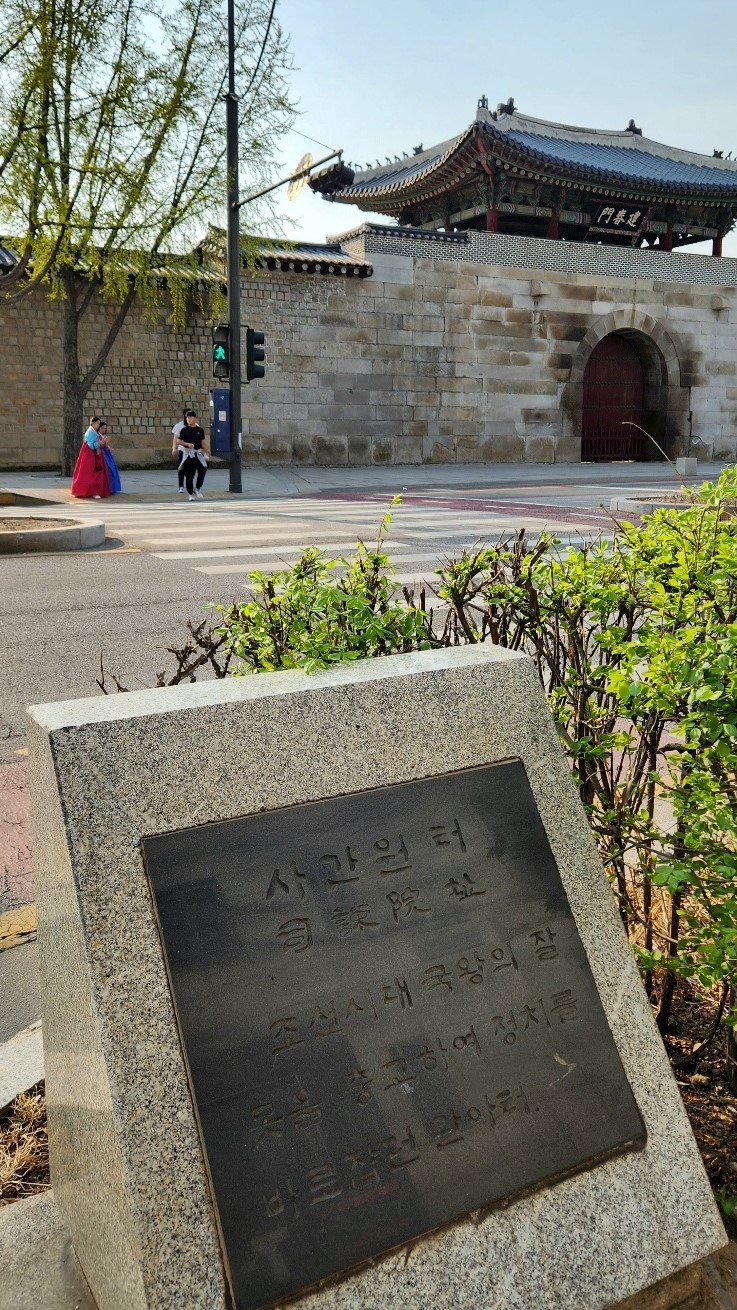 門春建
사간원 터
司諫院 址
조선시대 국왕의 잘
못을 충고하여 정치를
바로잡던 관아터.